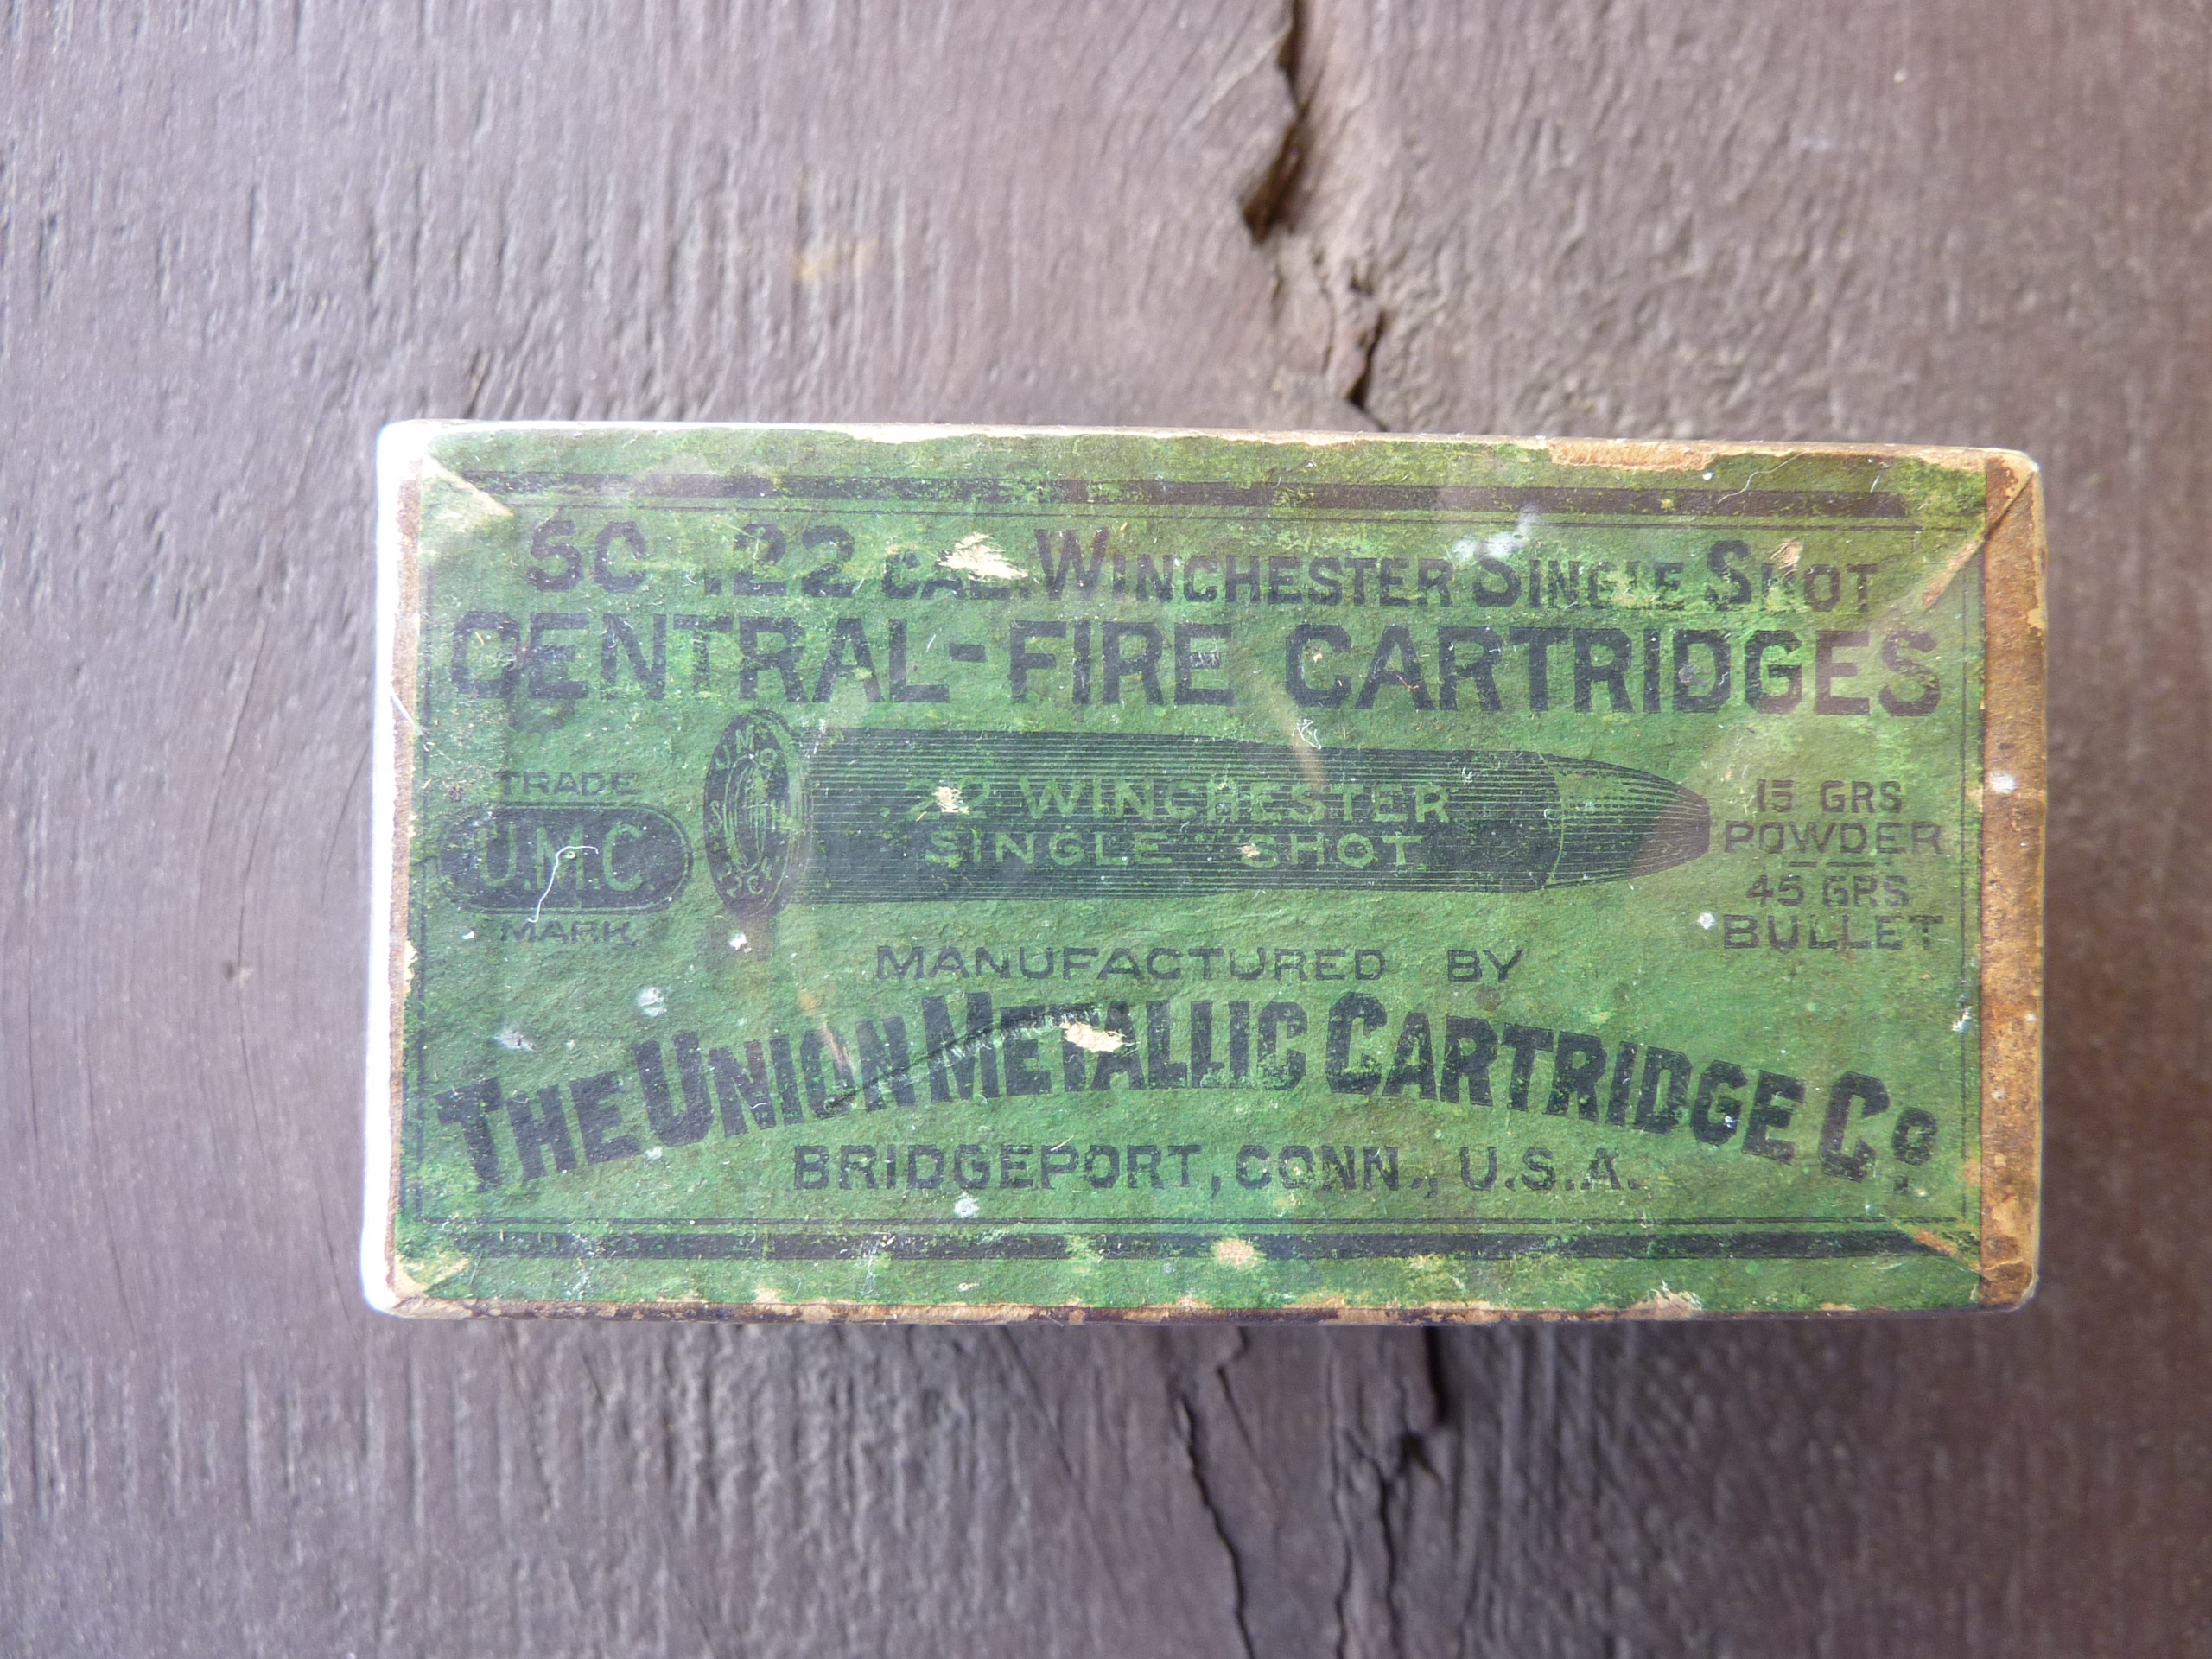 50 .22 CAL. WINCHESTER SINGLE SHOT
CENTRAL-FIRE CARTRIDGES
TRADE
U.M.C.
MARK
.22 WINCHESTER
SINGLE SHOT
15 GRS
POWDER
45 GRS
BULLET
MANUFACTURED BY
THE UNION METALLIC CARTRIDGE CO.
BRIDGEPORT, CONN., U.S.A.